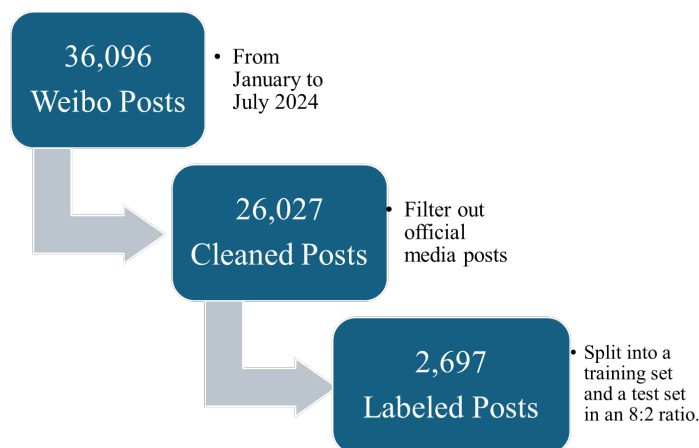 36,096
Weibo Posts
• From
January to
July 2024
26,027
Cleaned Posts
• Filter out
official
media posts
2,697
Labeled Posts
• Split into a
training set
and a test set
in an 8:2 ratio.